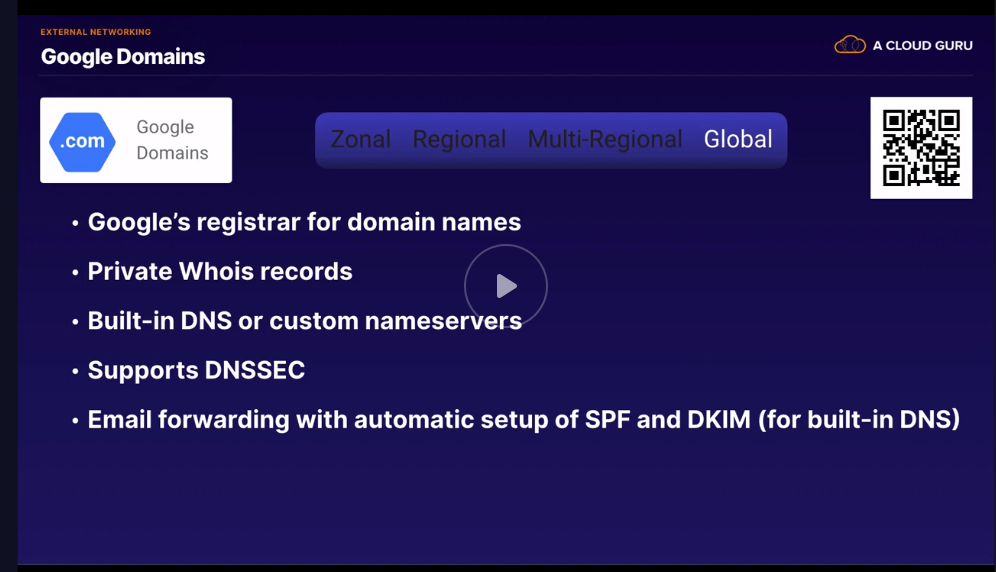 EXTERNAL NETWORKING
Google Domains
A CLOUD GURU
.com
Google
Domains
Zonal Regional Multi-Regional Global
• Google’s registrar for domain names
• Private Whois records
• Built-in DNS or custom nameservers
• Supports DNSSEC
• Email forwarding with automatic setup of SPF and DKIM (for built-in DNS)